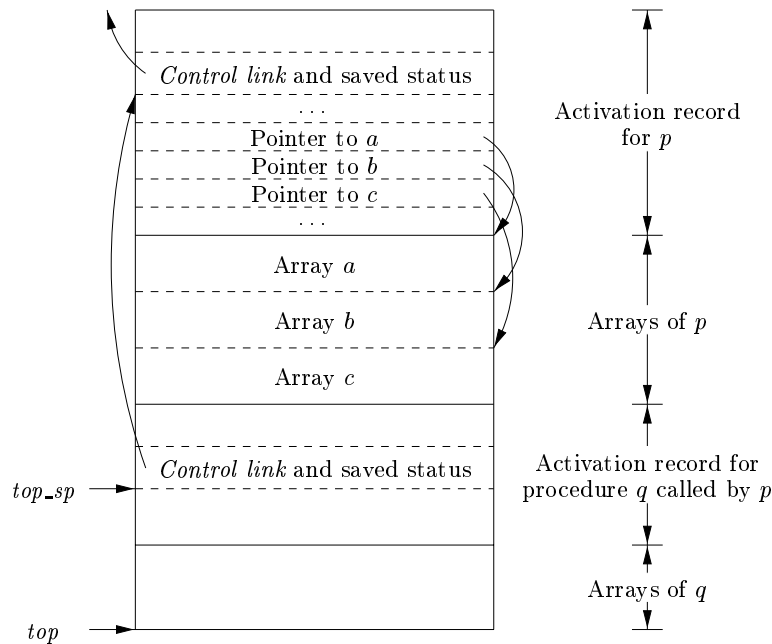 Control link and saved status
. . .
Pointer to a
Pointer to b
Pointer to c
. . .
Activation record
for p
Array a
Array b
Array c
Arrays of p
Control link and saved status
top_sp
Activation record for
procedure q called by p
Arrays of q
top